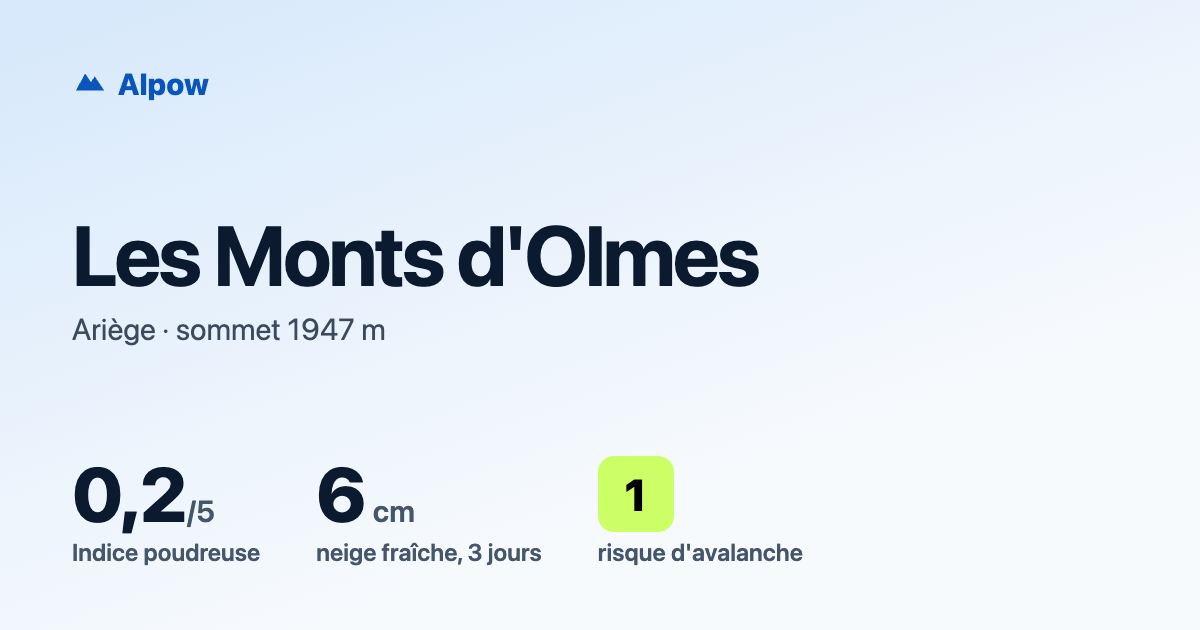 Alpow
Les Monts d'Olmes
Ariège · sommet 1947 m
0,2/5
Indice poudreuse
6 cm
neige fraîche, 3 jours
1
risque d'avalanche